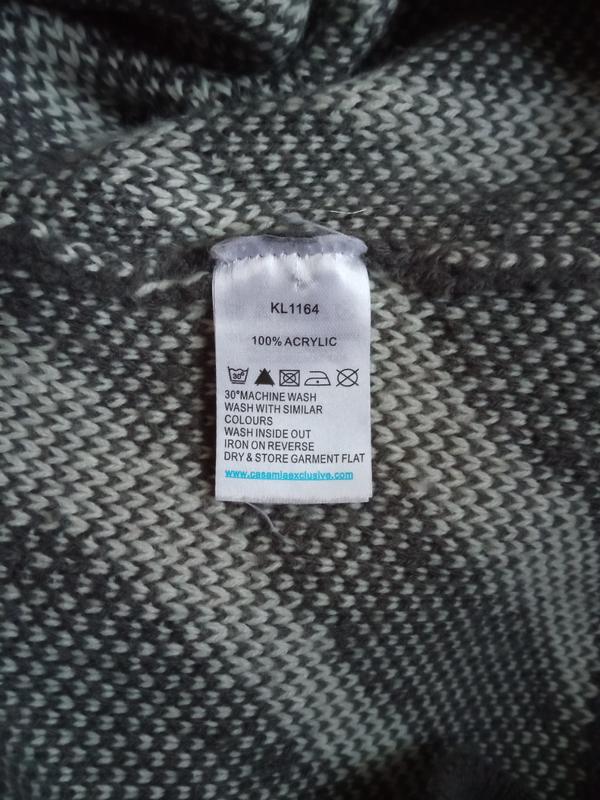 KL1164
100% ACRYLIC
30°
30°MACHINE WASH
WASH WITH SIMILAR
COLOURS
WASH INSIDE OUT
IRON ON REVERSE
DRY & STORE GARMENT FLAT
www.casamiaexclusive.com